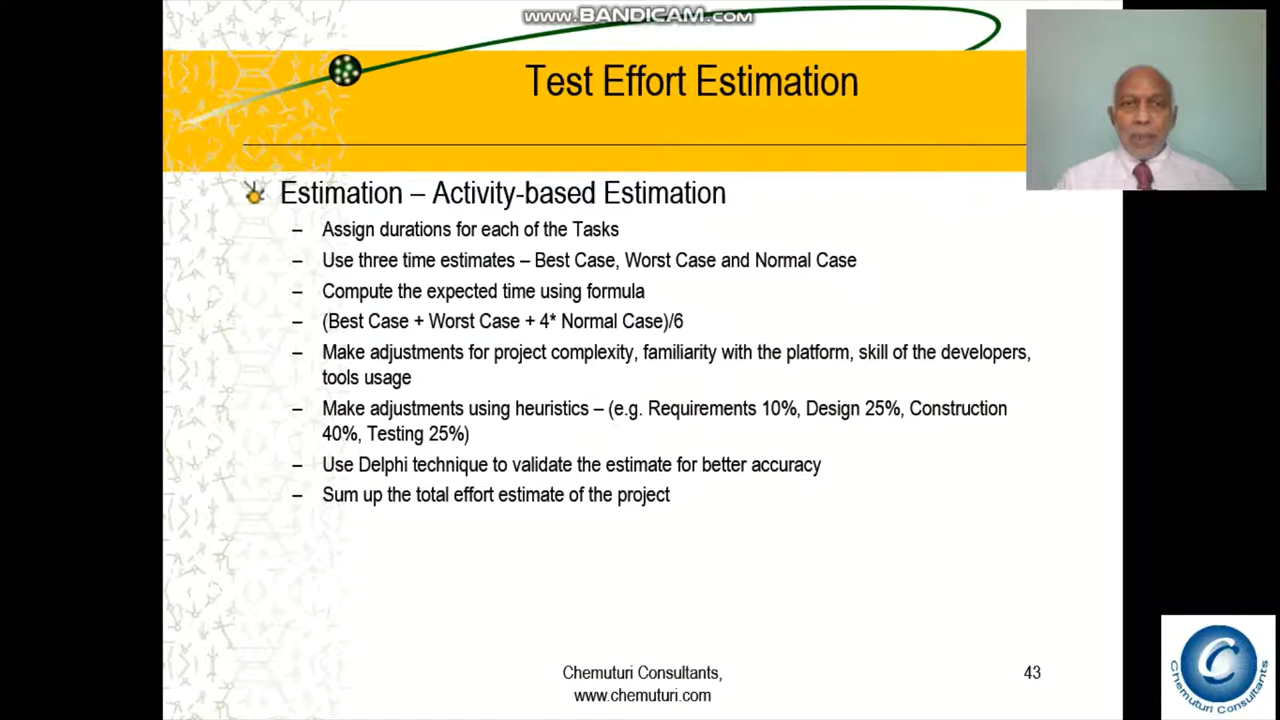 www.BANDICAM.com
Test Effort Estimation
Estimation – Activity-based Estimation
– Assign durations for each of the Tasks
– Use three time estimates – Best Case, Worst Case and Normal Case
– Compute the expected time using formula
– (Best Case + Worst Case + 4* Normal Case)/6
– Make adjustments for project complexity, familiarity with the platform, skill of the developers,
tools usage
– Make adjustments using heuristics – (e.g. Requirements 10%, Design 25%, Construction
40%, Testing 25%)
– Use Delphi technique to validate the estimate for better accuracy
– Sum up the total effort estimate of the project
Chemuturi Consultants,
www.chemuturi.com
43
C
Chemuturi Consultants